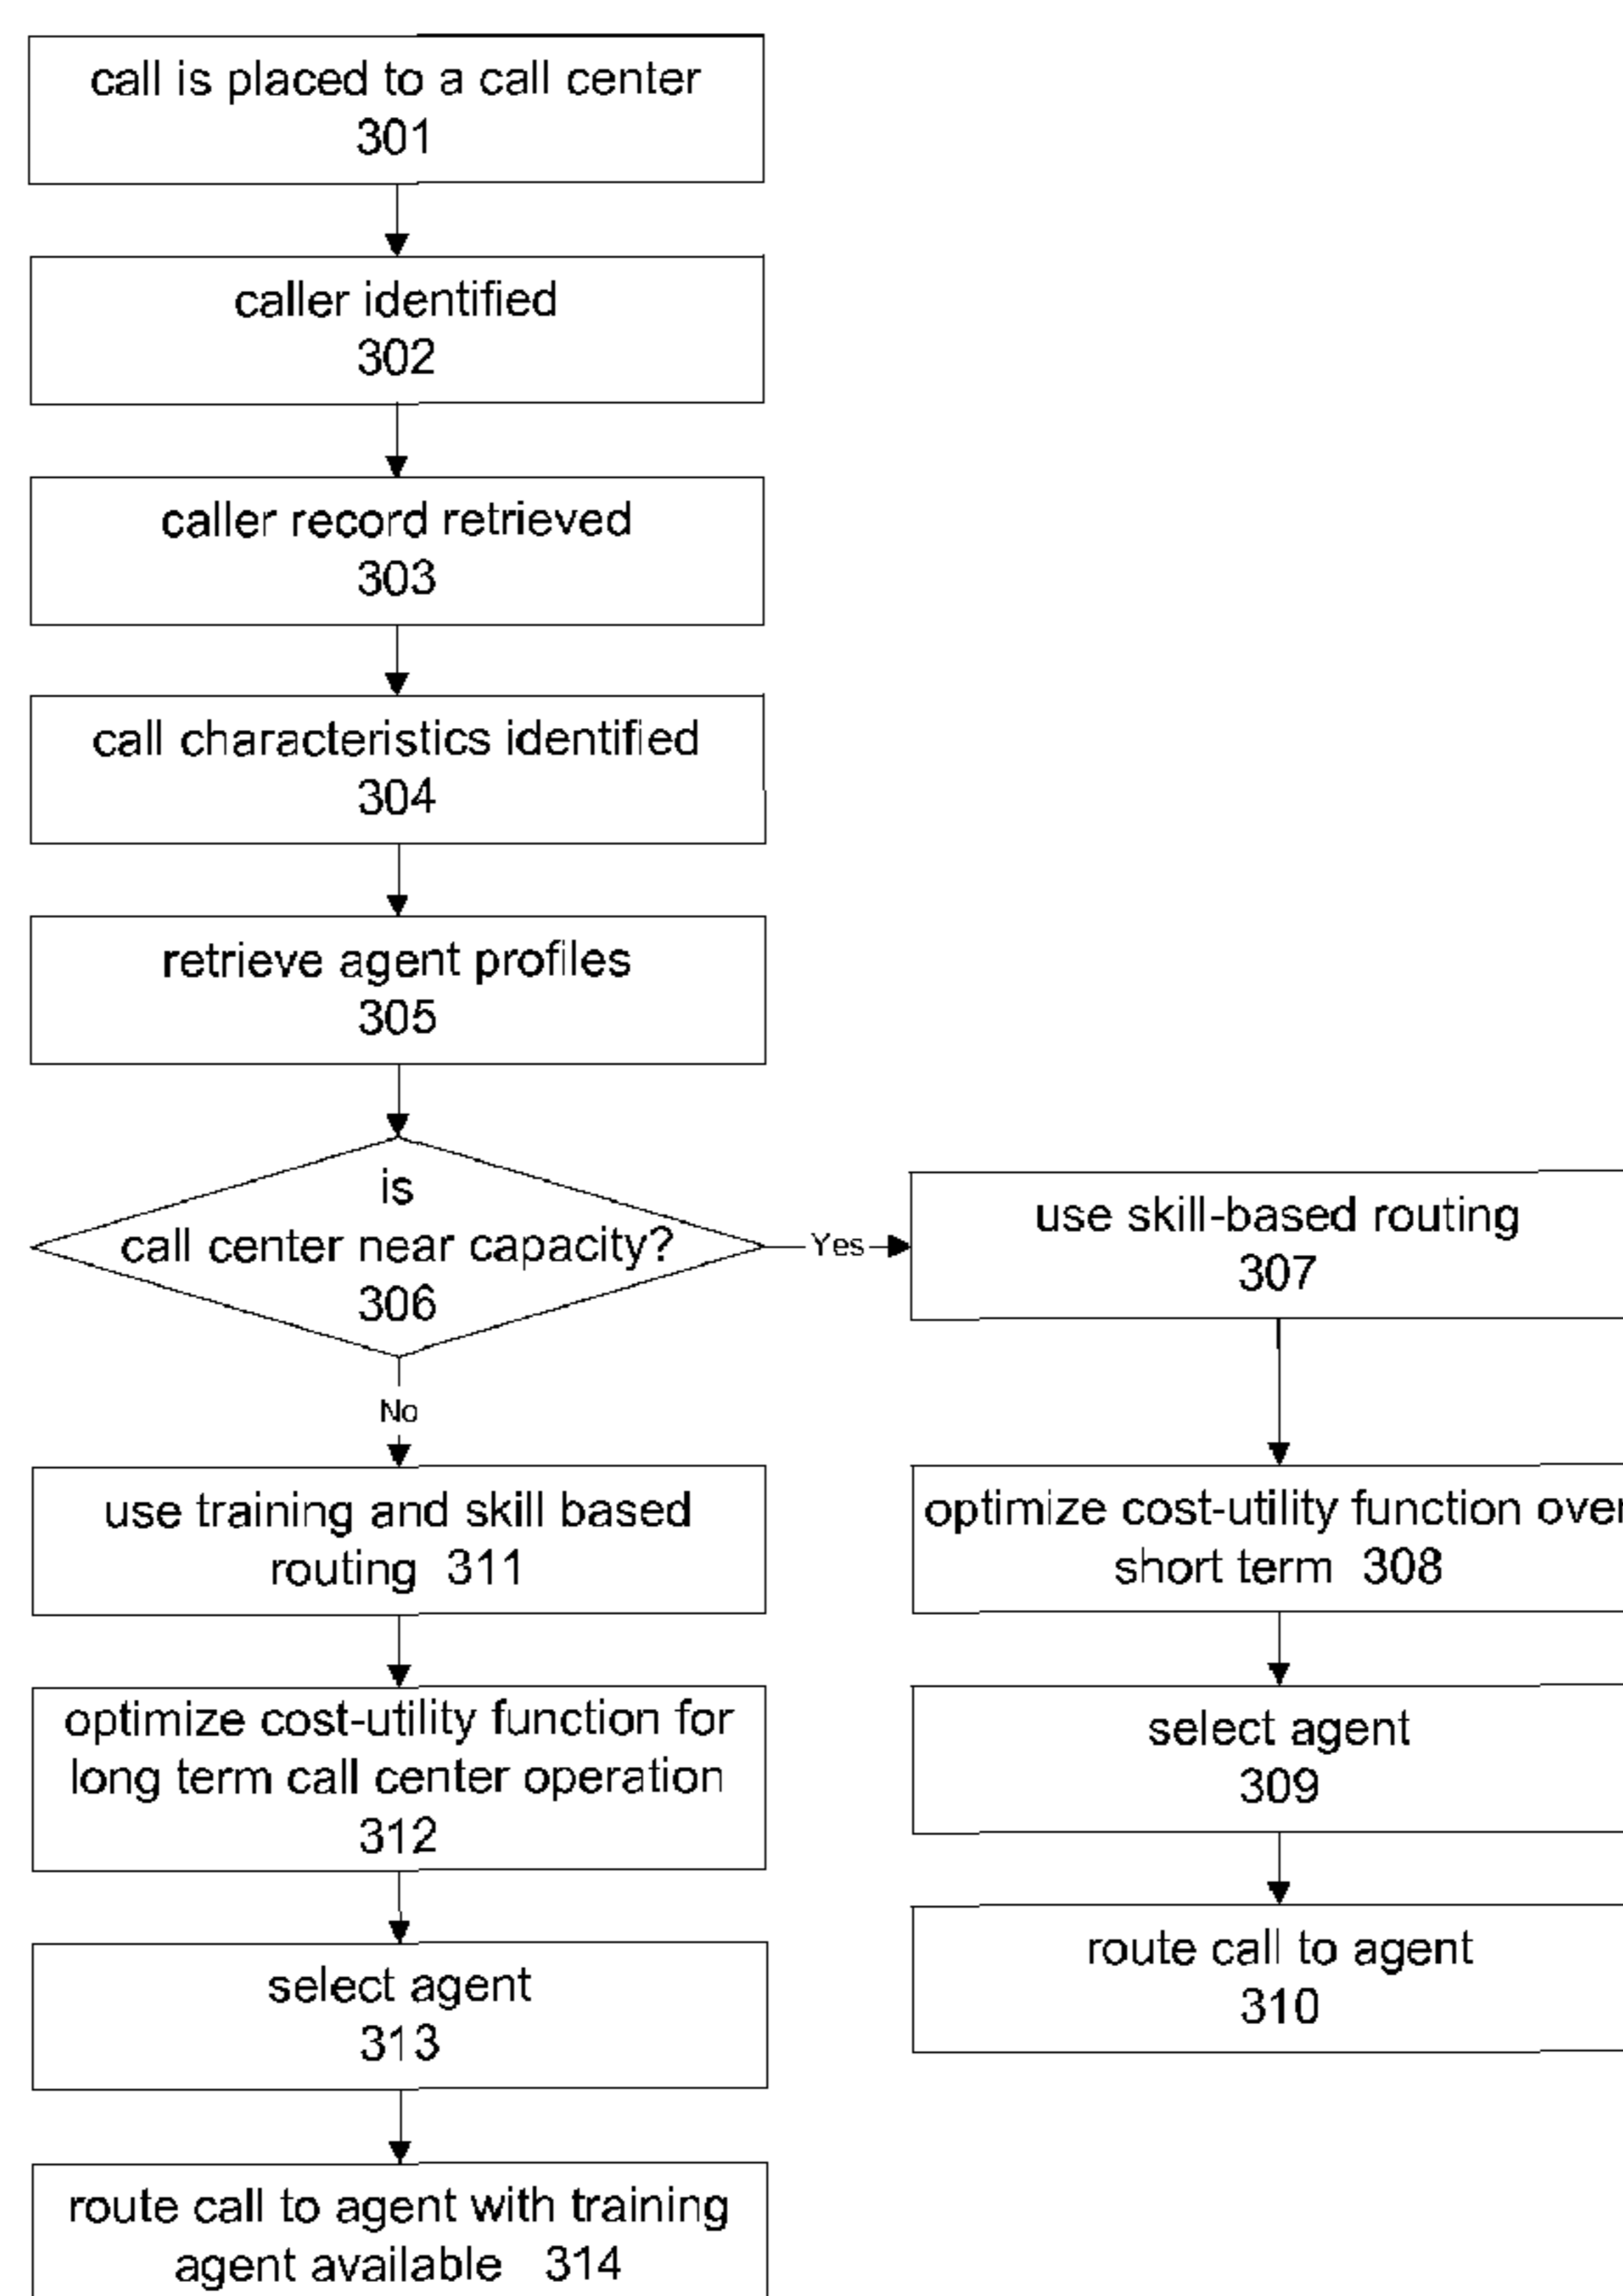 call is placed to a call center
301
caller identified
302
caller record retrieved
303
call characteristics identified
304
retrieve agent profiles
305
is
call center near capacity?
306
Yes
use skill-based routing
307
optimize cost-utility function over
short term 308
select agent
309
route call to agent
310
No
use training and skill based
routing 311
optimize cost-utility function for
long term call center operation
312
select agent
313
route call to agent with training
agent available 314